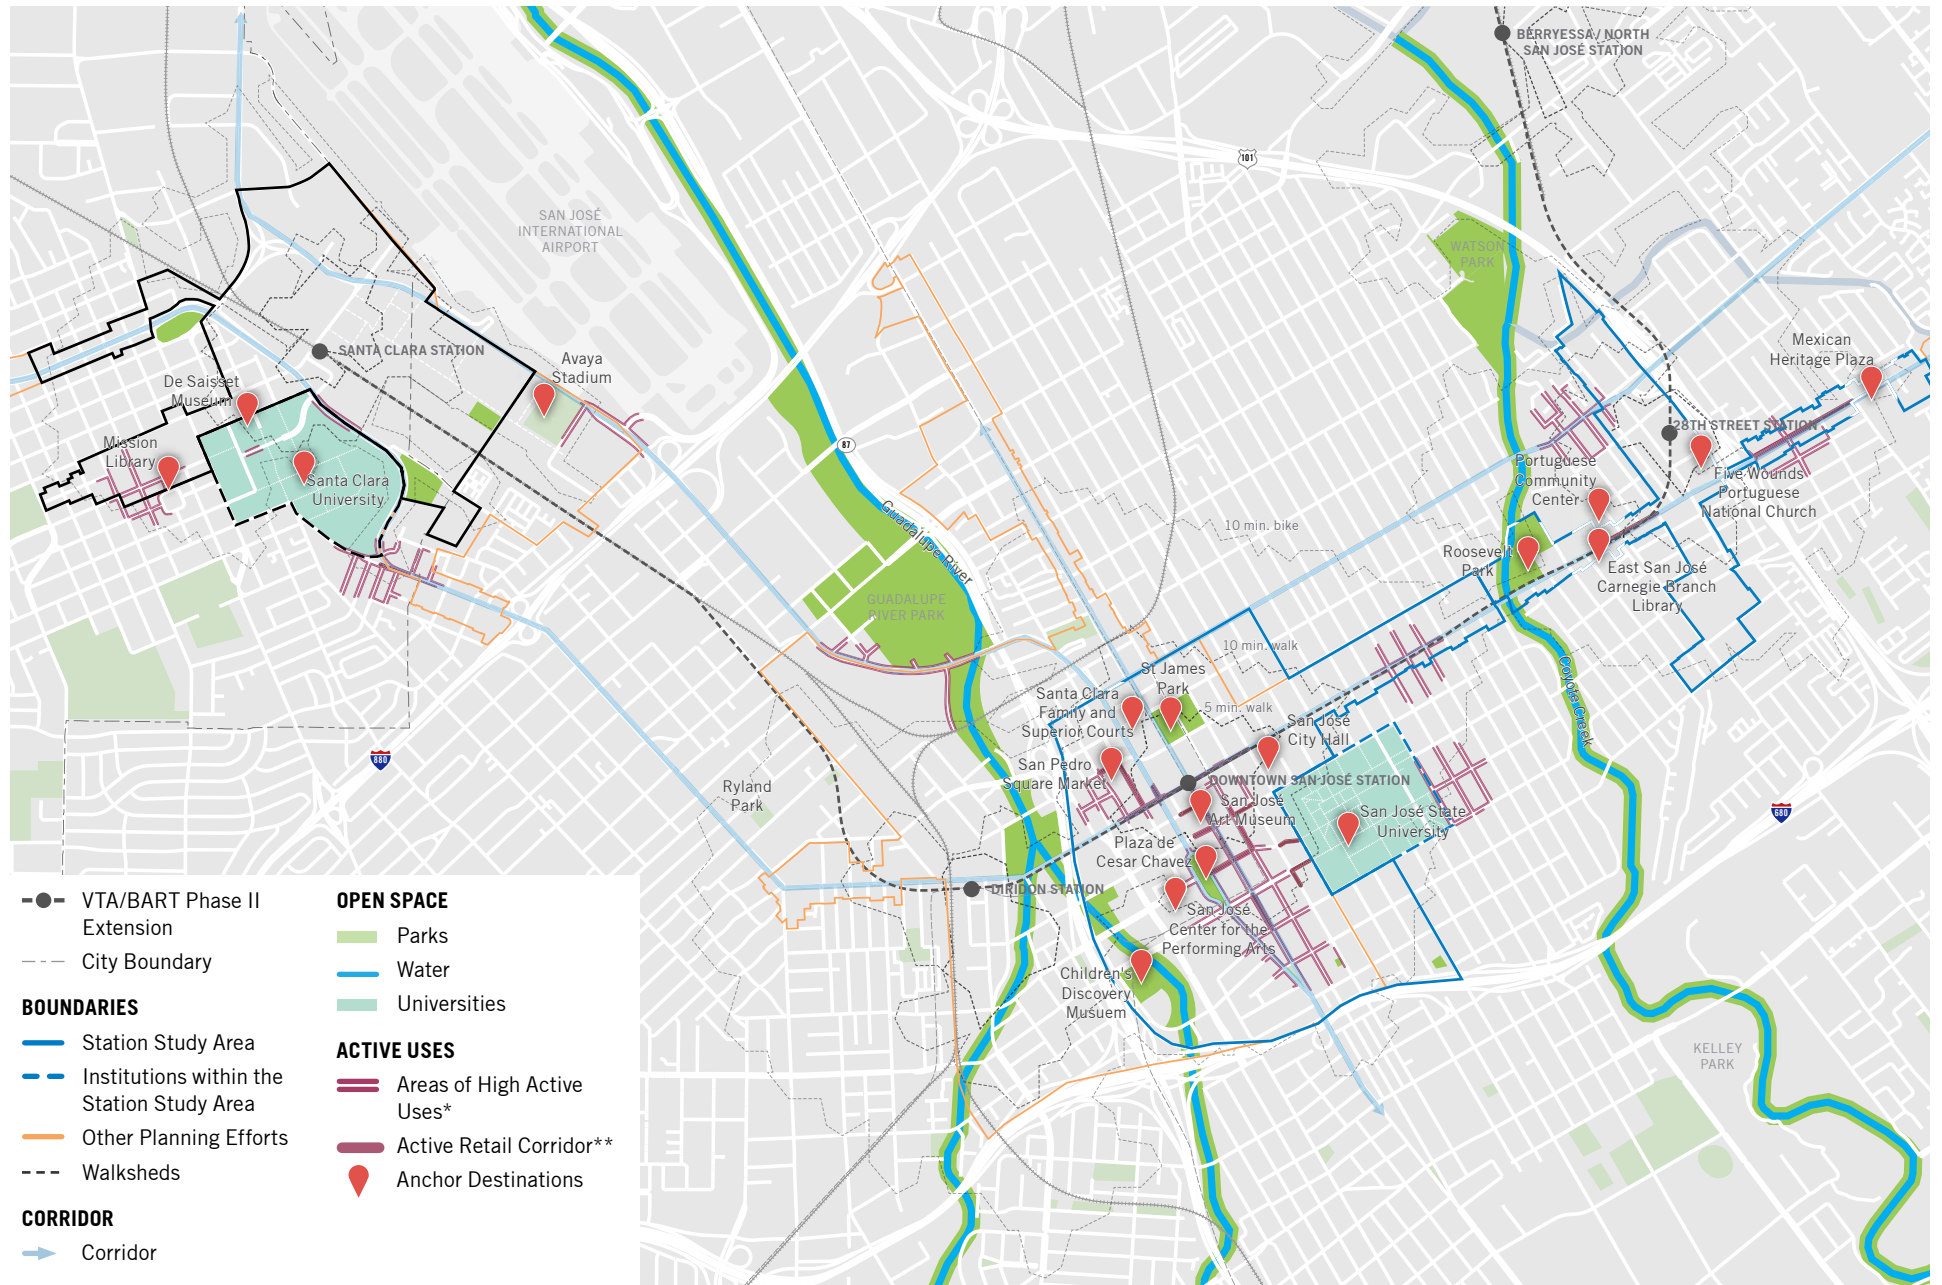 BERRYESSA / NORTH
SAN JOSÉ STATION
101
SAN JOSÉ
INTERNATIONAL
AIRPORT
WATSON
PARK
SANTA CLARA STATION
Avaya
Stadium
Mexican
Heritage Plaza
De Saisset
Museum
Mission
Library
Santa Clara
University
87
28TH STREET STATION
Portuguese
Community
Center
Five Wounds
Portuguese
National Church
Guadalupe River
10 min. bike
Roosevelt
Park
East San José
Carnegie Branch
Library
GUADALUPE
RIVER PARK
10 min. walk
St James
Park
Santa Clara
Family and
Superior Courts
5 min. walk
San José
City Hall
Coyote Creek
880
San Pedro
Square Market
DOWNTOWN SAN JOSÉ STATION
Ryland
Park
San José
Art Museum
San José State
University
680
Plaza de
Cesar Chavez
DIRIDON STATION
San José
Center for the
Performing Arts
Children's
Discovery
Musuem
KELLEY
PARK
VTA/BART Phase II
Extension
City Boundary
BOUNDARIES
Station Study Area
Institutions within the
Station Study Area
Other Planning Efforts
Walksheds
CORRIDOR
Corridor
OPEN SPACE
Parks
Water
Universities
ACTIVE USES
Areas of High Active
Uses*
Active Retail Corridor**
Anchor Destinations